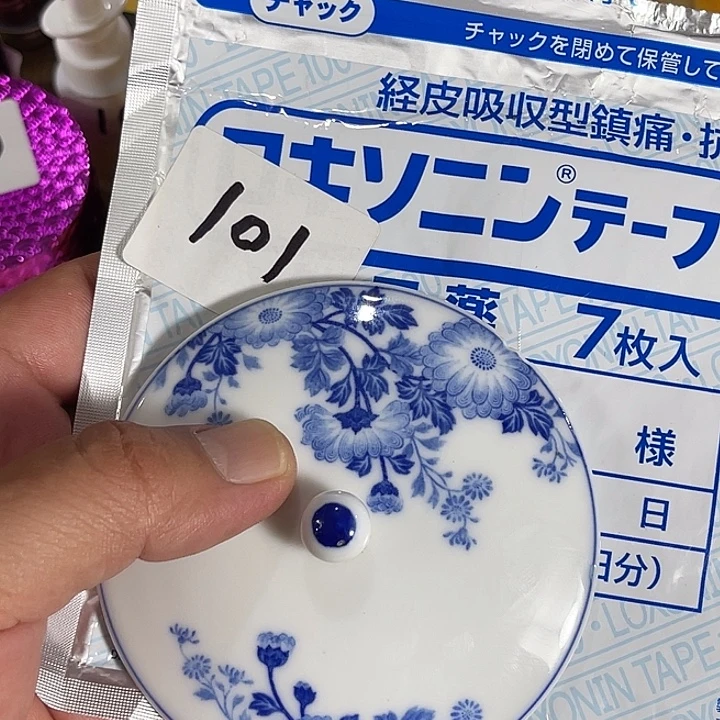 チャック
チャックを閉めて保管して
経皮吸収型鎮痛・抗
ロキソニン®テープ
101
7枚入
様
日
日分）
LOXONIN TAPE 100